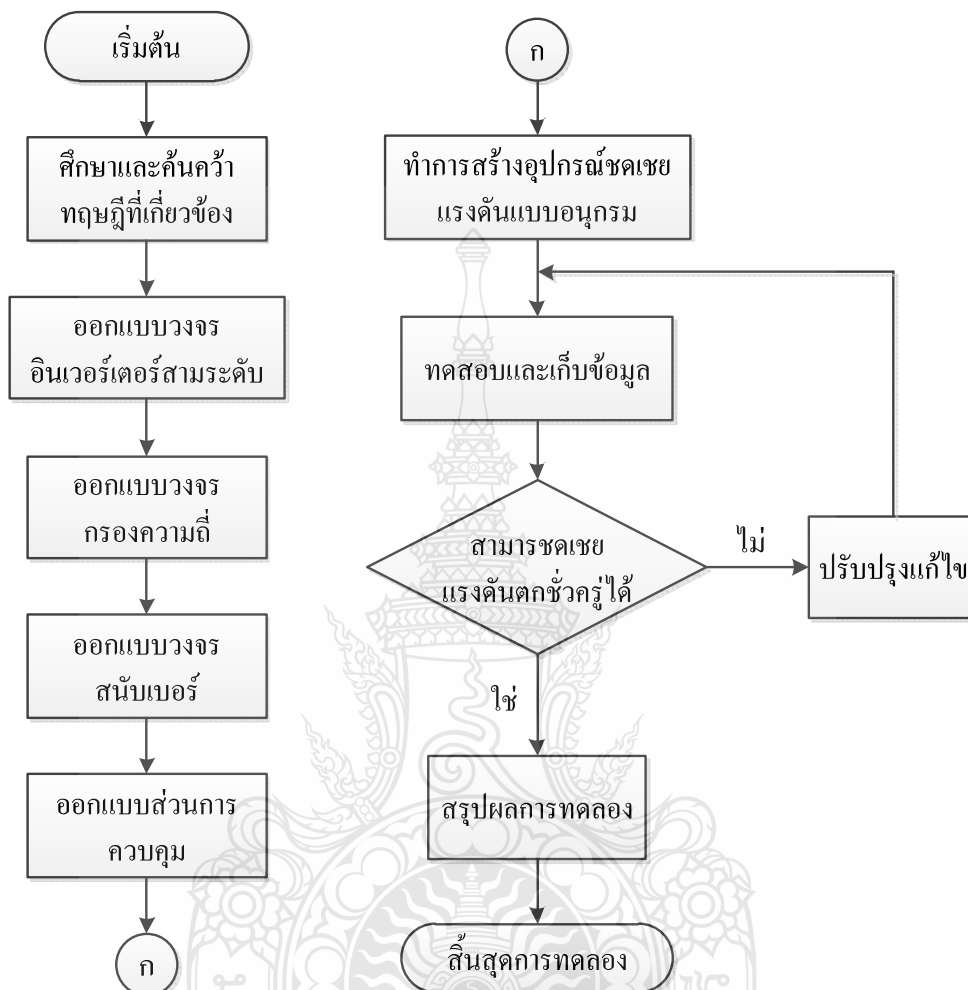 เริ่มต้น
ศึกษาและค้นคว้า
ทฤษฎีที่เกี่ยวข้อง
ออกแบบวงจร
อินเวอร์เตอร์สามระดับ
ออกแบบวงจร
กรองความถี่
ออกแบบวงจร
สนับเบอร์
ออกแบบส่วนการ
ควบคุม
ก
ก
ทำการสร้างอุปกรณ์ชดเชย
แรงดันแบบอนุกรม
ทดสอบและเก็บข้อมูล
สามารชดเชย
แรงดันตกชั่วครู่ได้
ไม่
ปรับปรุงแก้ไข
ใช่
สรุปผลการทดลอง
สิ้นสุดการทดลอง